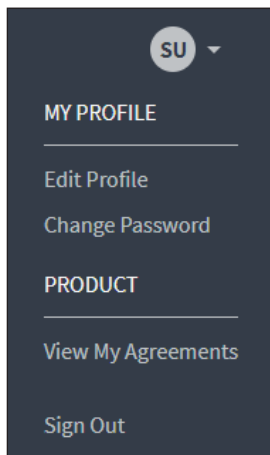 SU
MY PROFILE
Edit Profile
Change Password
PRODUCT
View My Agreements
Sign Out